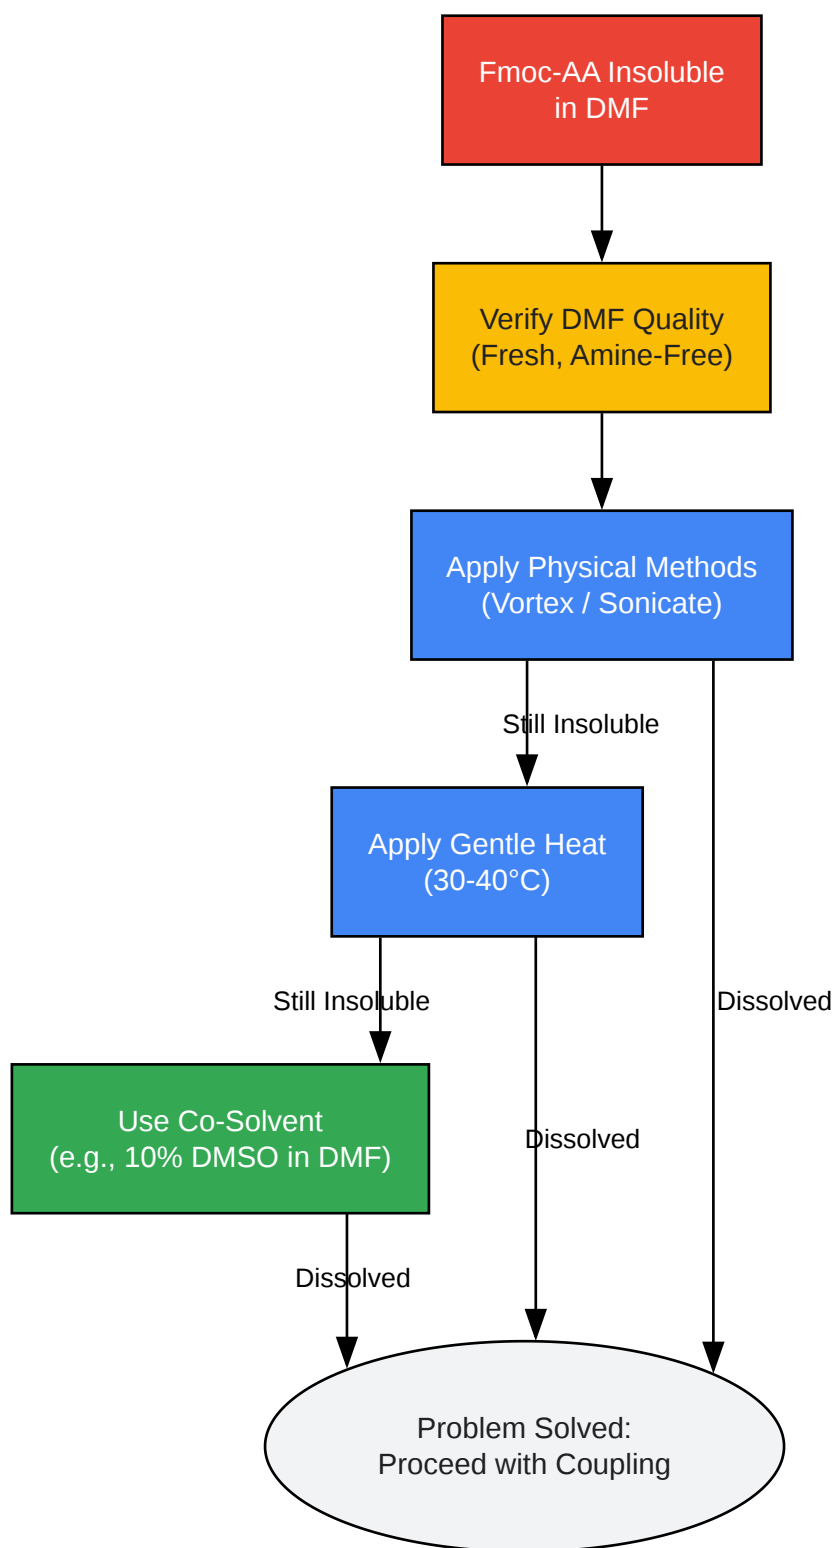 Fmoc-AA Insoluble
in DMF
Verify DMF Quality
(Fresh, Amine-Free)
Apply Physical Methods
(Vortex / Sonicate)
Still Insoluble
Apply Gentle Heat
(30-40°C)
Still Insoluble
Dissolved
Use Co-Solvent
(e.g., 10% DMSO in DMF)
Dissolved
Dissolved
Problem Solved:
Proceed with Coupling